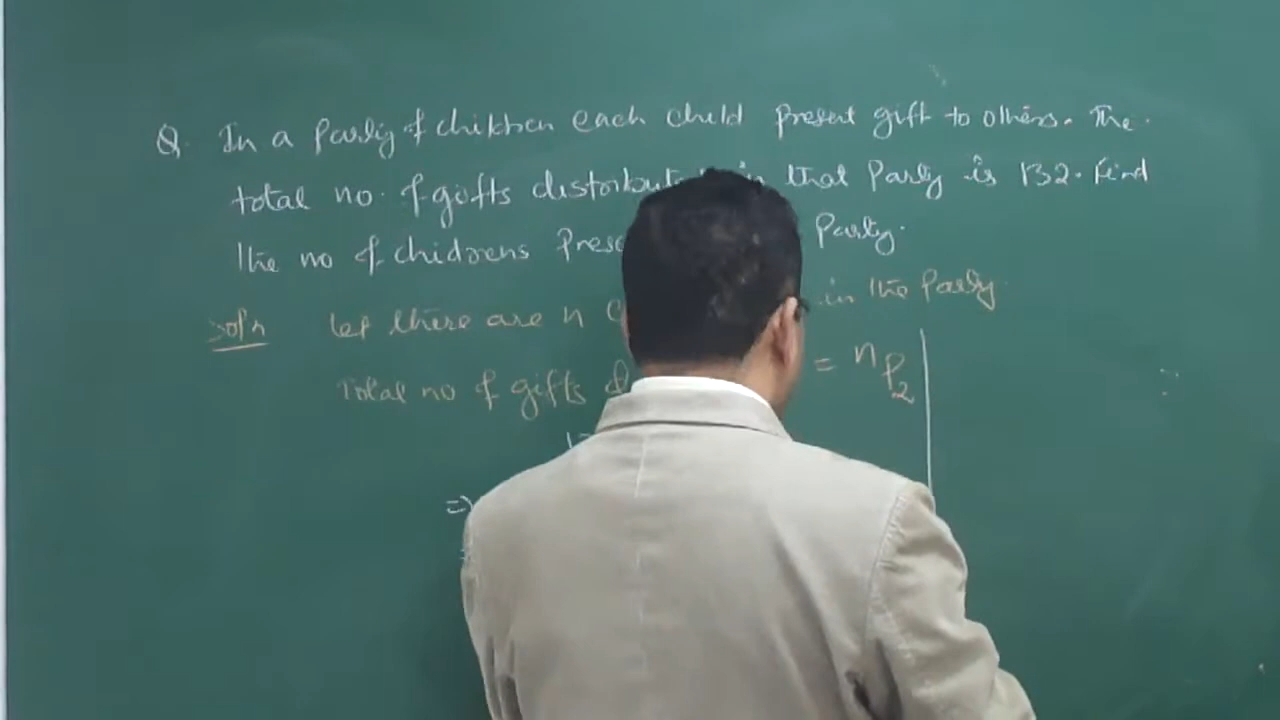 Q. In a Party of children each child present gift to others. The
total no. of gifts in that Party is 132. Find
the no of childrens Party.
Soln Let there are n in the Party.
Total no of gifts = nP2
=>